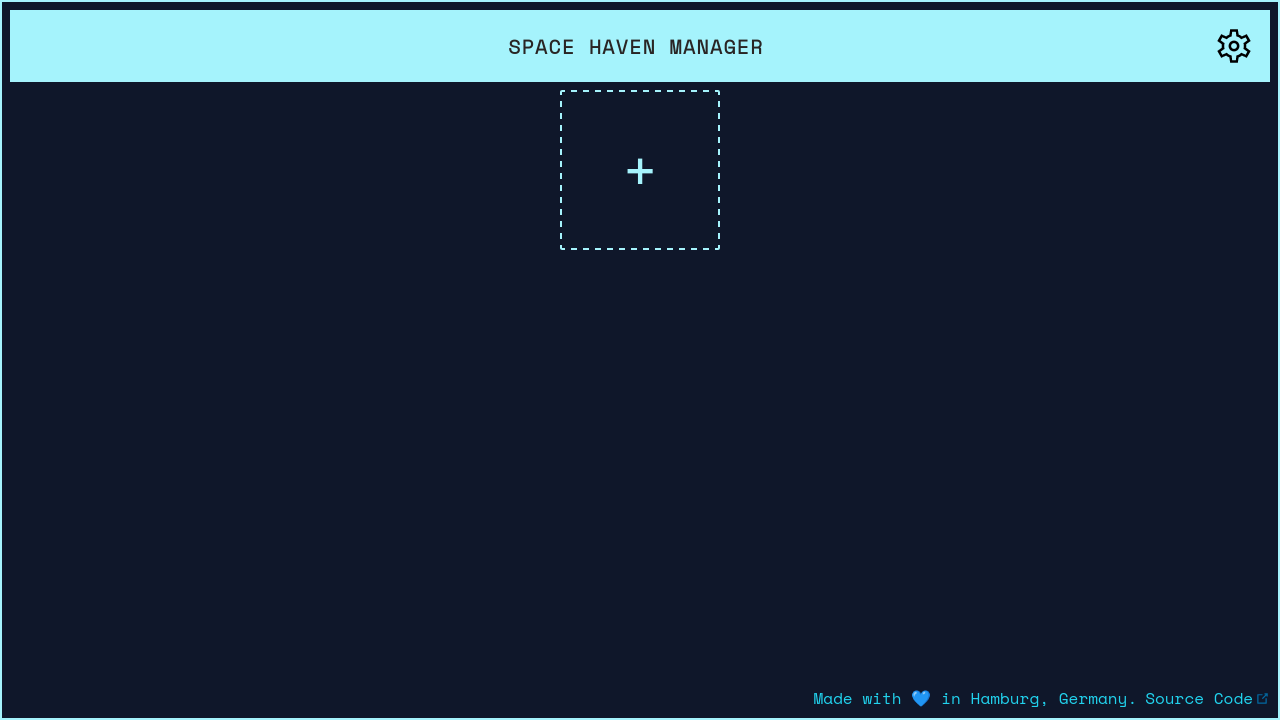 SPACE HAVEN MANAGER
+
Made with 💙 in Hamburg, Germany. Source Code